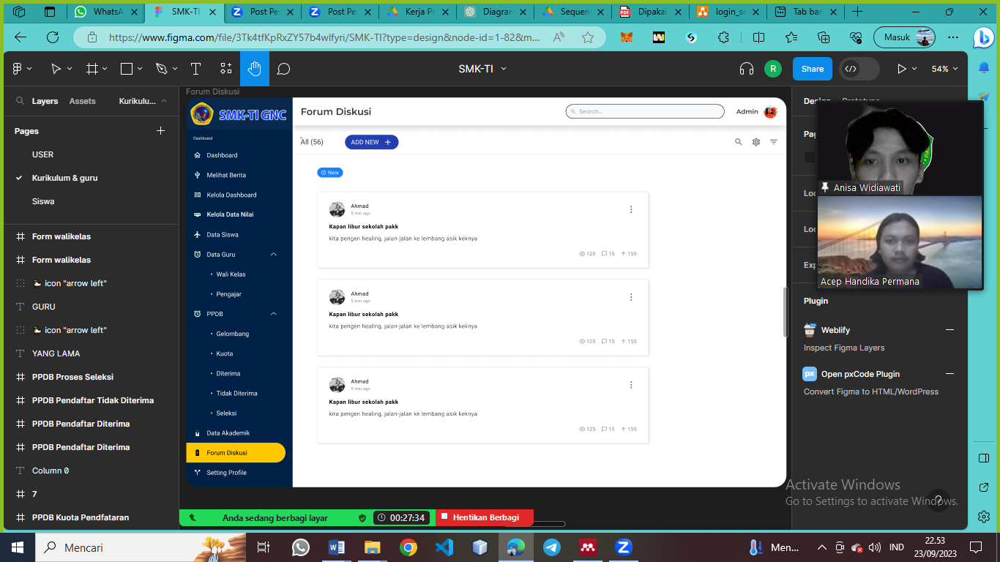 WhatsA
SMK-TI
Post Pes
Post Pes
Kerja Pr
Diagram
Sequen
Dipakai
login_se
Tab bar
https://www.figma.com/file/3Tk4tfKpRxZY57b4wlfyri/SMK-TI?type=design&node-id=1-82&m...
Masuk
SMK-TI
R
Share
54%
Layers
Assets
Kurikulu...
Pages
USER
Kurikulum & guru
Siswa
Form walikelas
Form walikelas
icon "arrow left"
GURU
icon "arrow left"
YANG LAMA
PPDB Proses Seleksi
PPDB Pendaftar Tidak Diterima
PPDB Pendaftar Diterima
PPDB Pendaftar Diterima
Column 0
7
PPDB Kuota Pendfataran
Forum Diskusi
SMK-TI GNC
Dashboard
Dashboard
Melihat Berita
Kelola Dashboard
Kelola Data Nilai
Data Siswa
Data Guru
Wali Kelas
Pengajar
PPDB
Gelombang
Kuota
Diterima
Tidak Diterima
Seleksi
Data Akademik
Forum Diskusi
Setting Profile
Forum Diskusi
Search...
Admin
All (56)
ADD NEW +
New
Ahmad
5 min ago
Kapan libur sekolah pakk
kita pengen healing, jalan-jalan ke lembang asik keknya
125 15 155
Ahmad
5 min ago
Kapan libur sekolah pakk
kita pengen healing, jalan-jalan ke lembang asik keknya
125 15 155
Ahmad
5 min ago
Kapan libur sekolah pakk
kita pengen healing, jalan-jalan ke lembang asik keknya
125 15 155
Design
Prototype
Pag
Loc
Loc
Exp
Anisa Widiawati
Acep Handika Permana
Plugin
Weblify
Inspect Figma Layers
px
Open pxCode Plugin
Convert Figma to HTML/WordPress
Activate Windows
Go to Settings to activate Windows.
Anda sedang berbagi layar
00:27:34
Hentikan Berbagi
Mencari
Men...
IND
22.53
23/09/2023